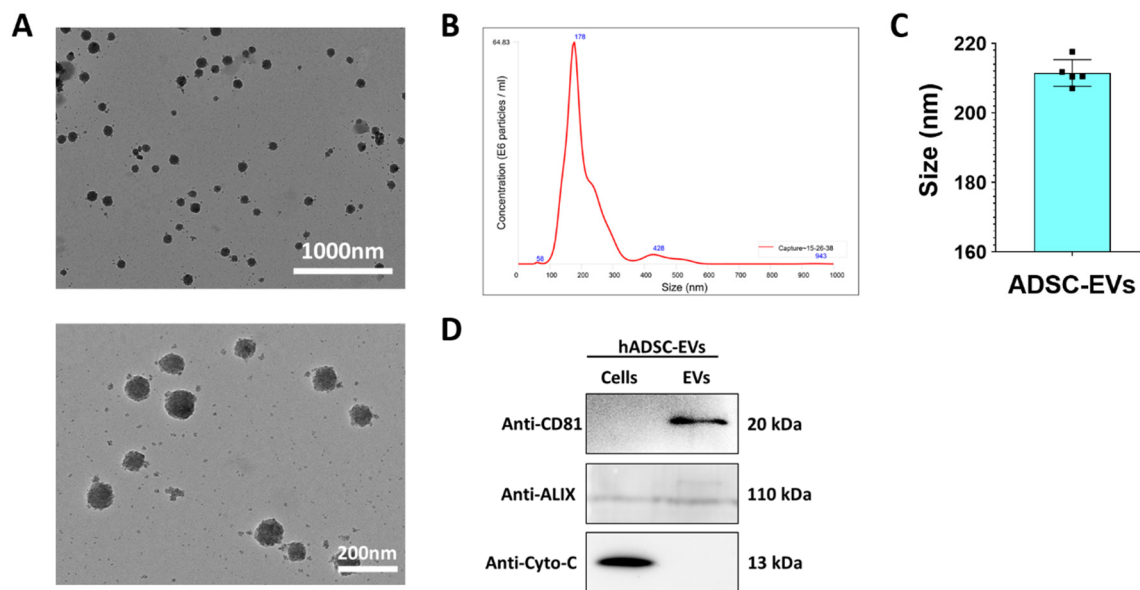 A
1000nm
200nm
B
64.83
178
Concentration (E6 particles / ml)
58
428
Capture~15-26-38
943
0 100 200 300 400 500 600 700 800 900 1000
Size (nm)
C
220
200
180
160
Size (nm)
ADSC-EVs
D
hADSC-EVs
Cells EVs
Anti-CD81 20 kDa
Anti-ALIX 110 kDa
Anti-Cyto-C 13 kDa